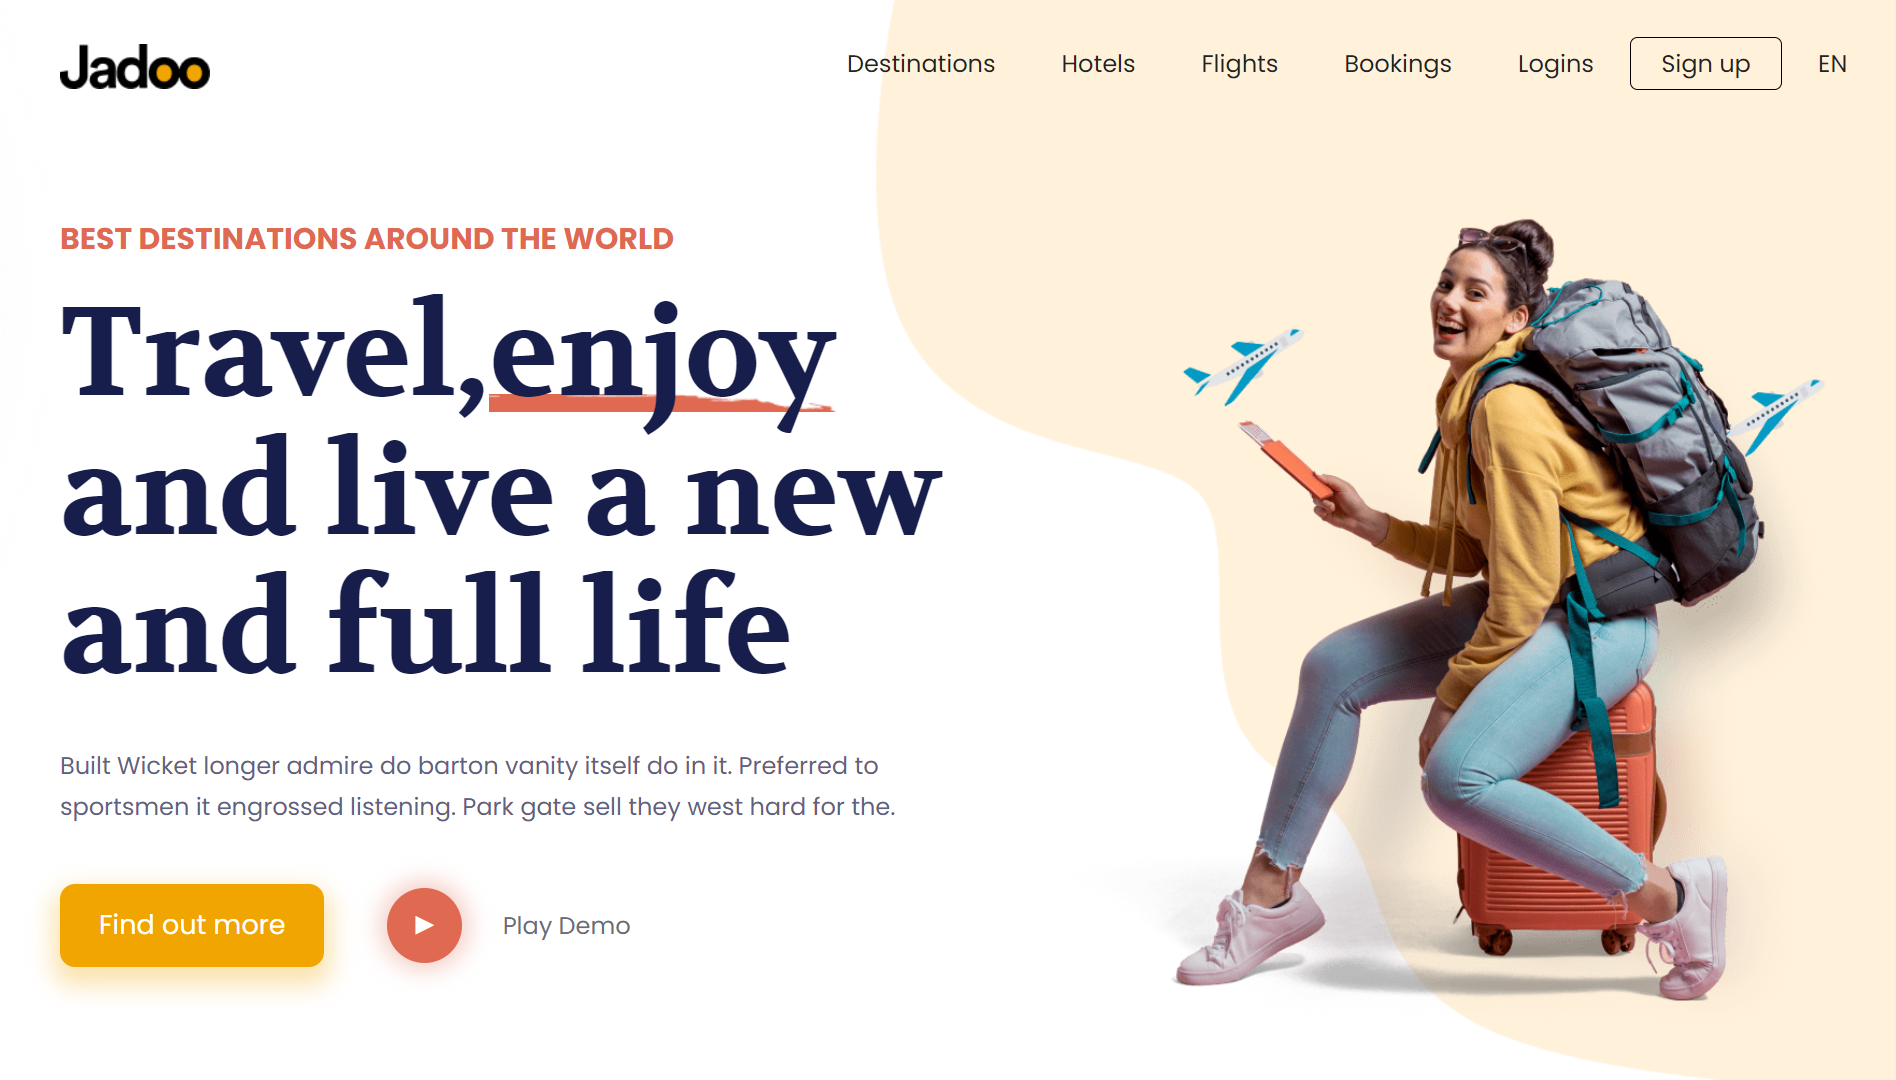 Jadoo
Destinations Hotels Flights Bookings Logins Sign up EN
BEST DESTINATIONS AROUND THE WORLD
Travel,enjoy
and live a new
and full life
Built Wicket longer admire do barton vanity itself do in it. Preferred to
sportsmen it engrossed listening. Park gate sell they west hard for the.
Find out more
Play Demo